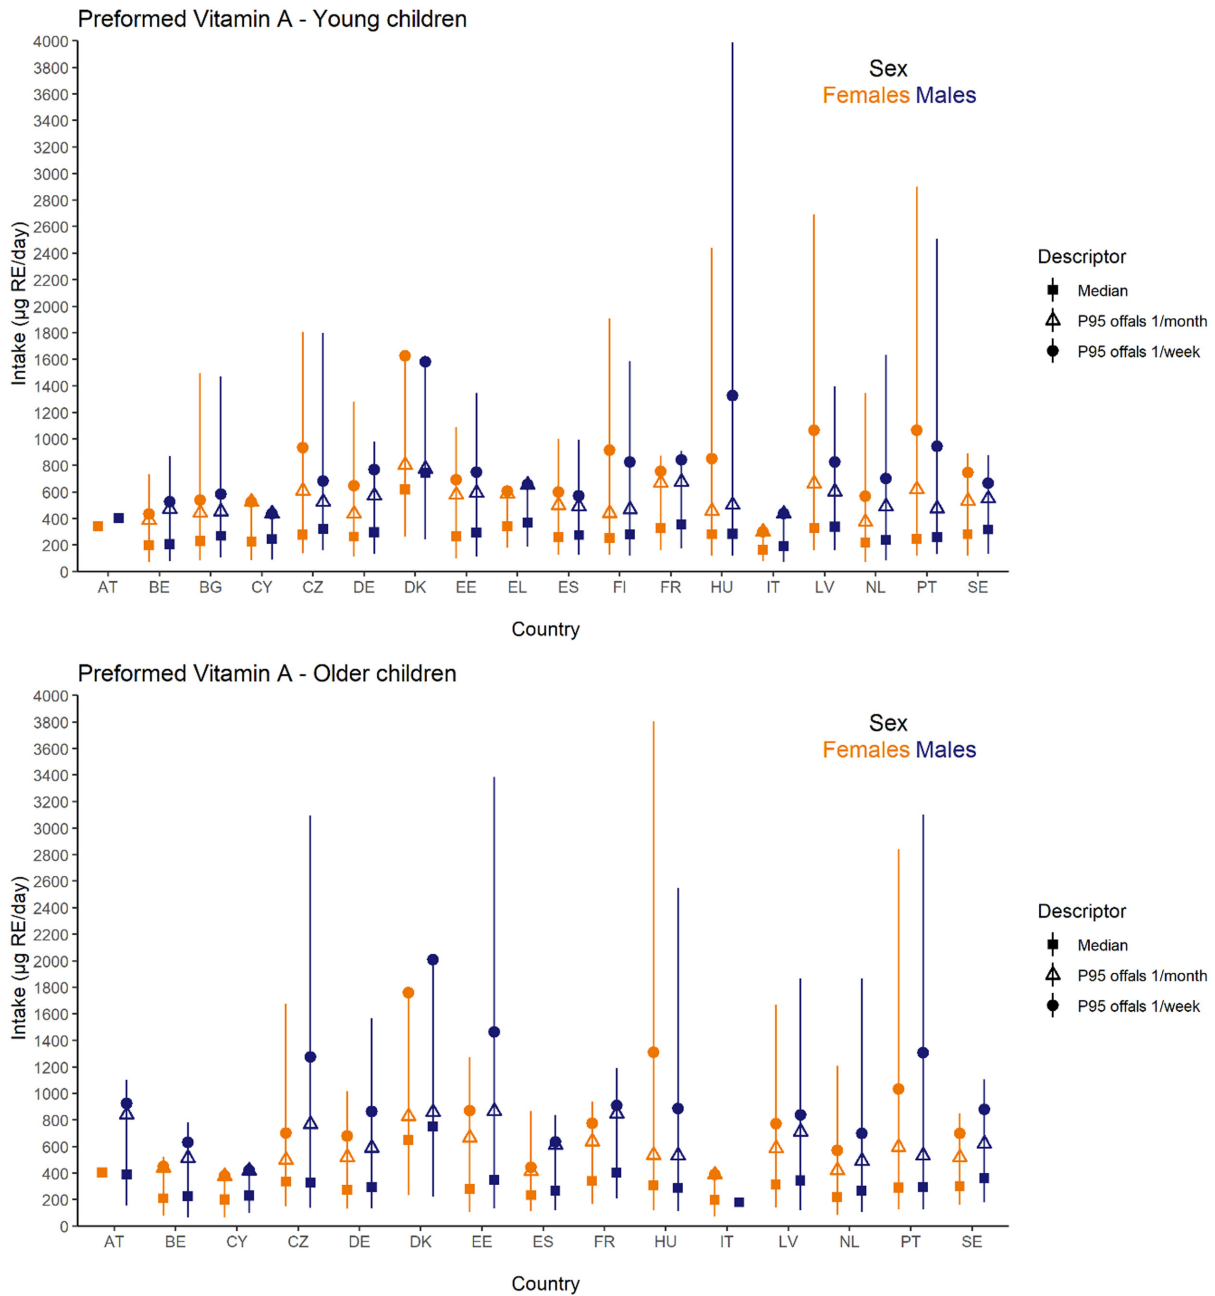 Preformed Vitamin A - Young children
4000
3800
3600
3400
3200
3000
2800
2600
2400
2200
2000
1800
1600
1400
1200
1000
800
600
400
200
0
Intake (µg RE/day)
Sex
Females Males
AT BE BG CY CZ DE DK EE EL ES FI FR HU IT LV NL PT SE
Country
Descriptor
Median
P95 offals 1/month
P95 offals 1/week
Preformed Vitamin A - Older children
4000
3800
3600
3400
3200
3000
2800
2600
2400
2200
2000
1800
1600
1400
1200
1000
800
600
400
200
0
Intake (µg RE/day)
Sex
Females Males
AT BE CY CZ DE DK EE ES FR HU IT LV NL PT SE
Country
Descriptor
Median
P95 offals 1/month
P95 offals 1/week